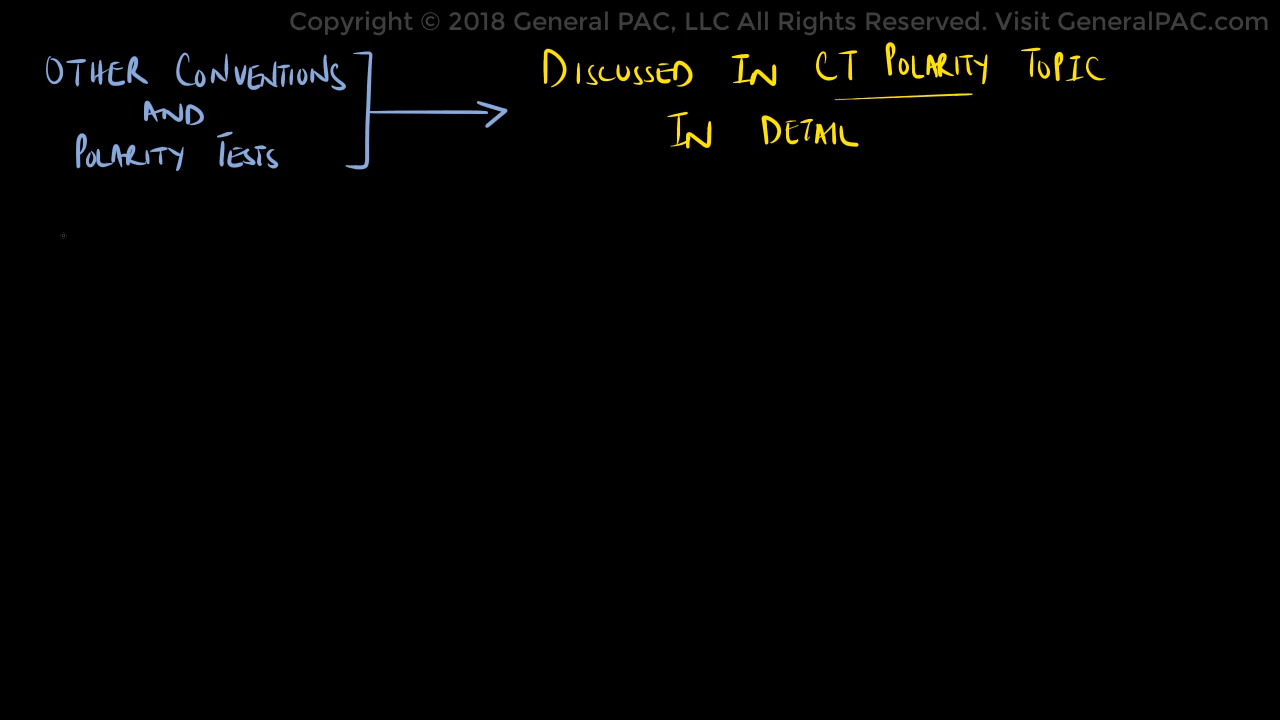 Copyright © 2018 General PAC, LLC All Rights Reserved. Visit GeneralPAC.com
OTHER CONVENTIONS
AND
POLARITY TESTS
DISCUSSED IN CT POLARITY TOPIC
IN DETAIL